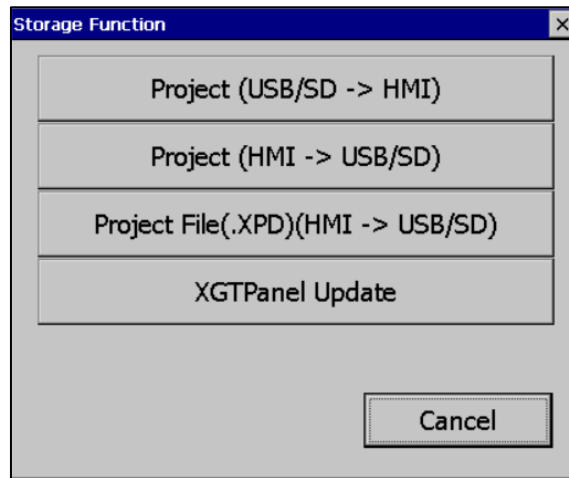 Storage Function
Project (USB/SD -> HMI)
Project (HMI -> USB/SD)
Project File(.XPD)(HMI -> USB/SD)
XGTPanel Update
Cancel